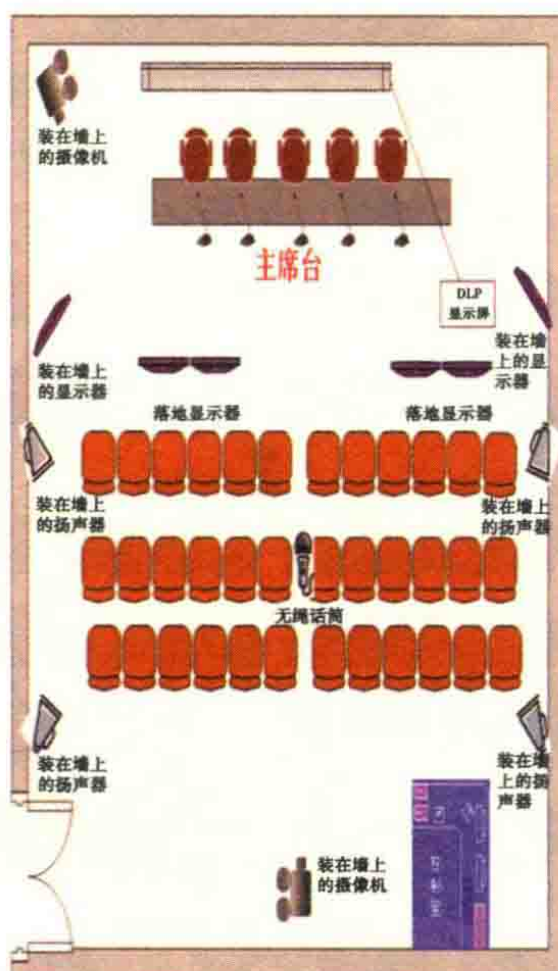 装在墙上
的摄像机
主席台
DLP
显示屏
装在墙
上的显
示器
装在墙上
的显示器
落地显示器
落地显示器
装在墙上
的扬声器
装在墙上
的扬声器
无绳话筒
装在墙上
的扬声器
装在墙
上的扬
声器
装在墙上
的摄像机